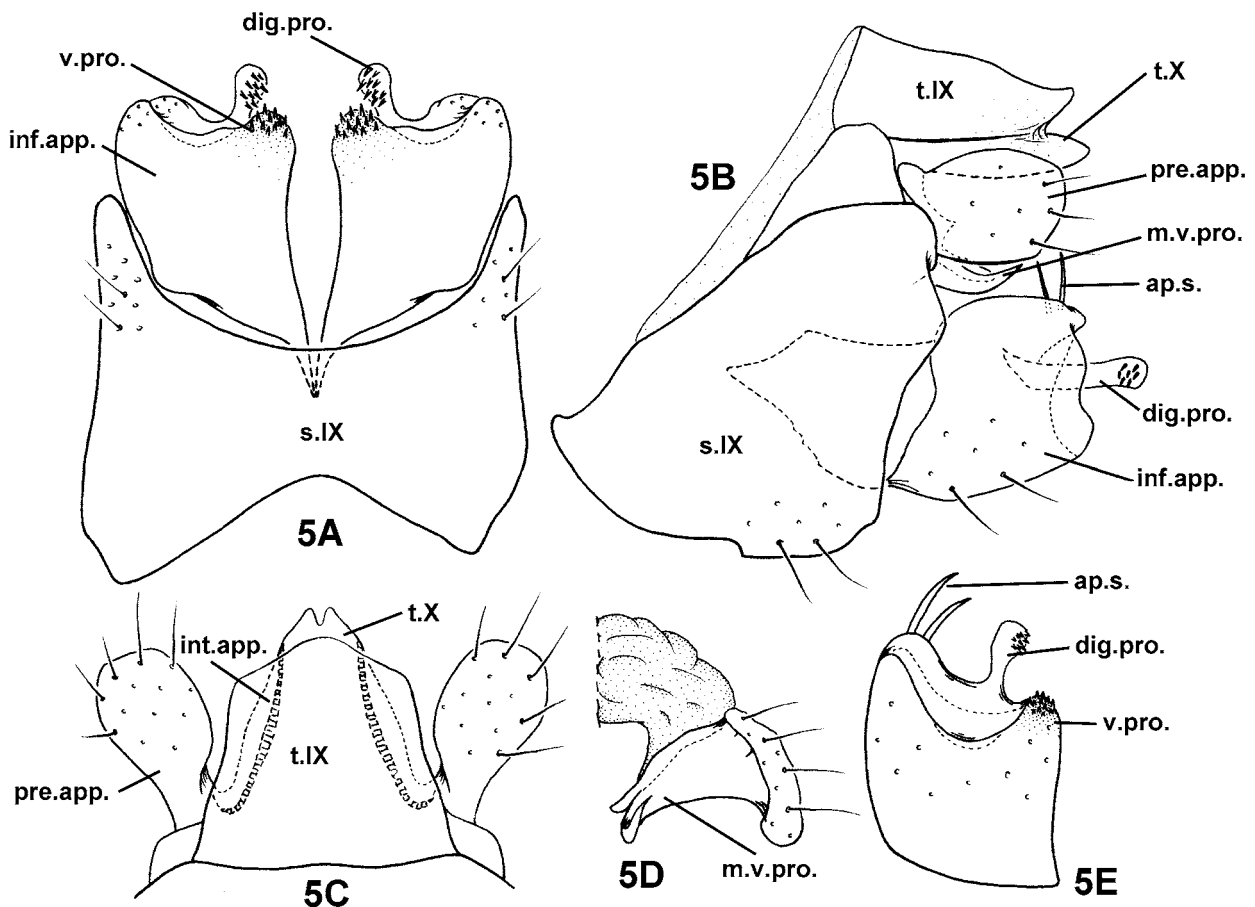 dig.pro.
v.pro.
inf.app.
s.IX
5A
t.IX
t.X
5B
pre.app.
m.v.pro.
ap.s.
dig.pro.
s.IX
inf.app.
t.X
int.app.
t.IX
pre.app.
5C
m.v.pro.
5D
ap.s.
dig.pro.
v.pro.
5E